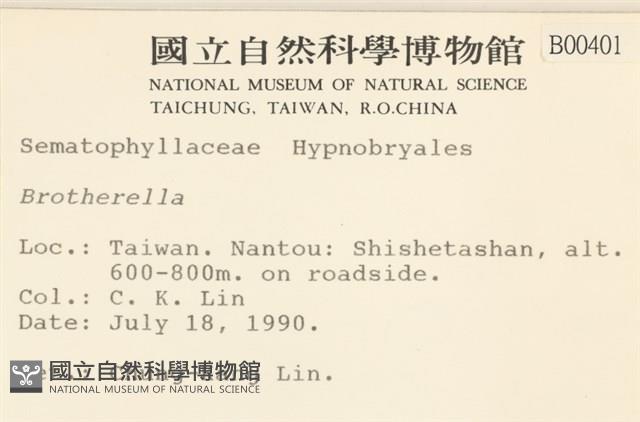 國立自然科學博物館
B00401
NATIONAL MUSEUM OF NATURAL SCIENCE
TAICHUNG, TAIWAN, R.O.CHINA
Sematophyllaceae Hypnobryales
Brotherella
Loc.: Taiwan. Nantou: Shishetashan, alt.
600-800m. on roadside.
Col.: C. K. Lin
Date: July 18, 1990.
Lin.
國立自然科學博物館
NATIONAL MUSEUM OF NATURAL SCIENCE